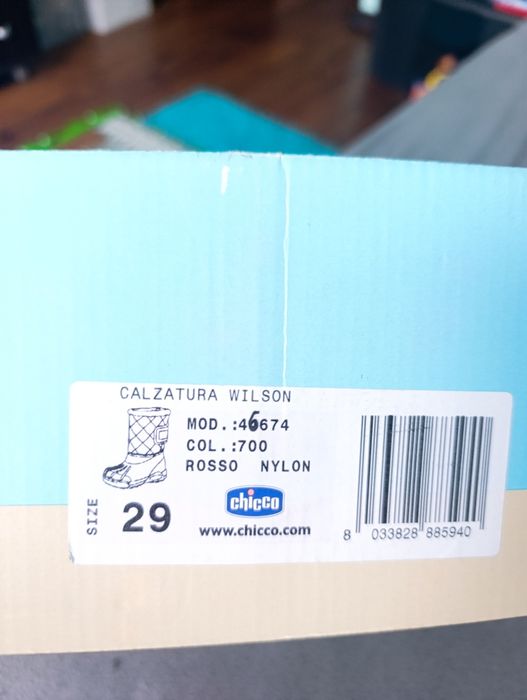 CALZATURA WILSON
MOD.:46674
COL.:700
ROSSO NYLON
SIZE 29
chicco
www.chicco.com
8 033828 885940